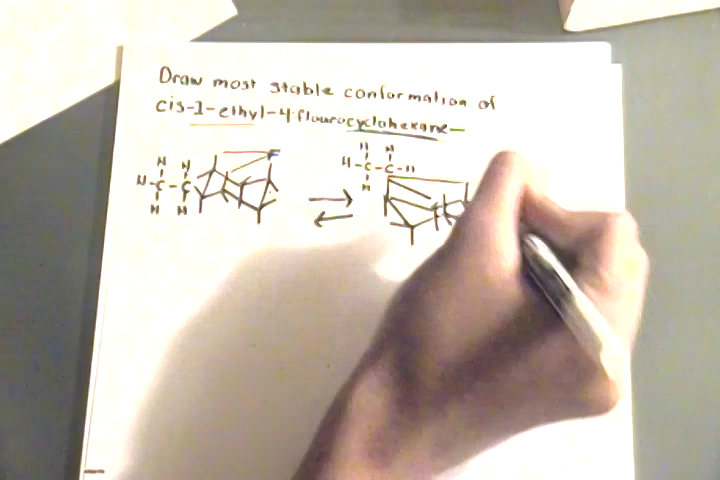 Draw most stable conformation of
cis-1-ethyl-4-flourocyclohexane
H H
H-C-C-H
H
H H
H-C-C
H H
F